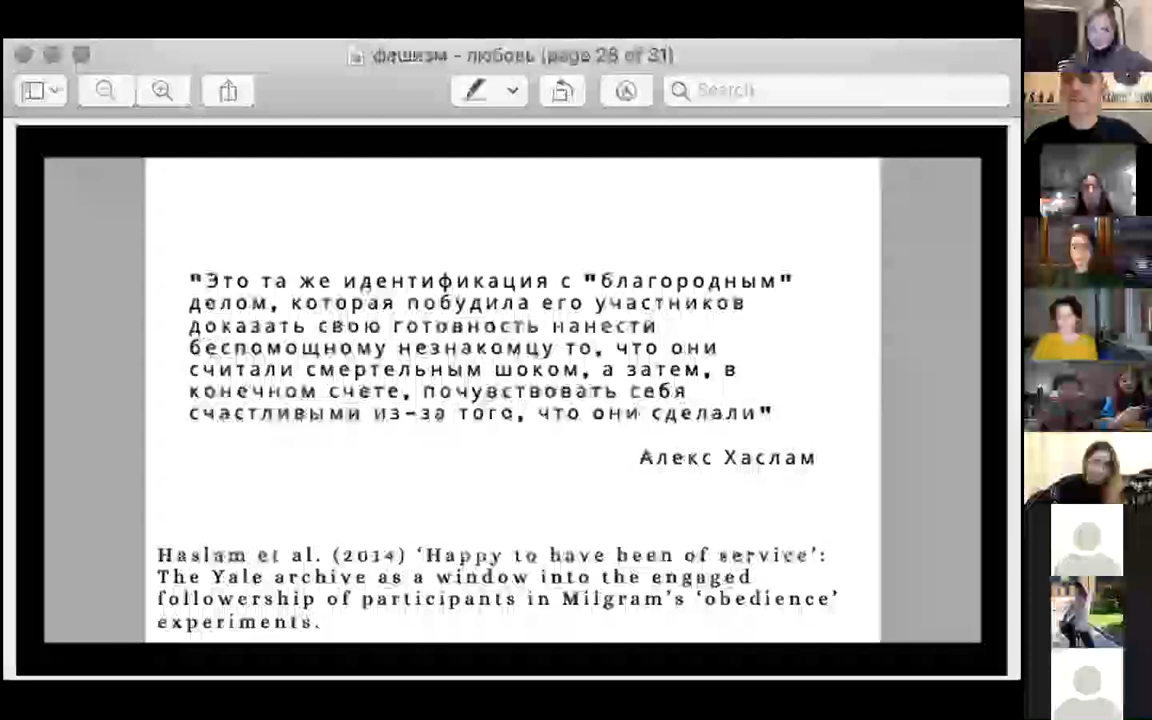 фашизм - любовь (page 28 of 31)
Search
"Это та же идентификация с "благородным"
делом, которая побудила его участников
доказать свою готовность нанести
беспомощному незнакомцу то, что они
считали смертельным шоком, а затем, в
конечном счете, почувствовать себя
счастливыми из-за того, что они сделали"
Алекс Хаслам
Haslam et al. (2014) ‘Happy to have been of service’:
The Yale archive as a window into the engaged
followership of participants in Milgram’s ‘obedience’
experiments.